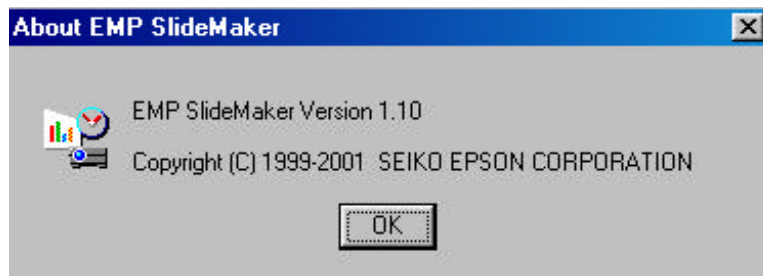 About EMP SlideMaker
EMP SlideMaker Version 1.10
Copyright (C) 1999-2001 SEIKO EPSON CORPORATION
OK